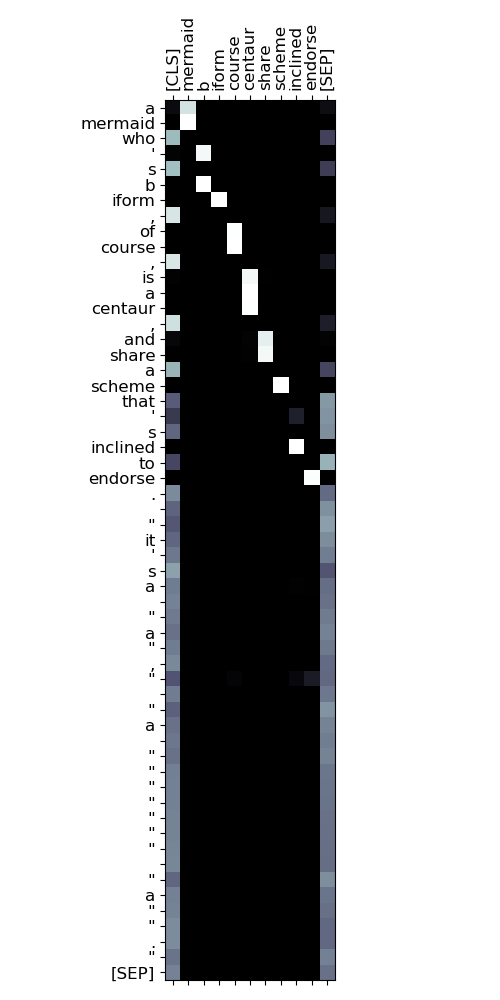 [CLS]
mermaid
b
iform
course
centaur
share
scheme
inclined
endorse
[SEP]
a
mermaid
who
'
s
b
iform
,
of
course
,
is
a
centaur
,
and
share
a
scheme
that
'
s
inclined
to
endorse
.
"
it
'
s
a
"
a
"
,
"
"
a
"
"
"
"
"
"
"
"
a
"
"
.
"
[SEP]